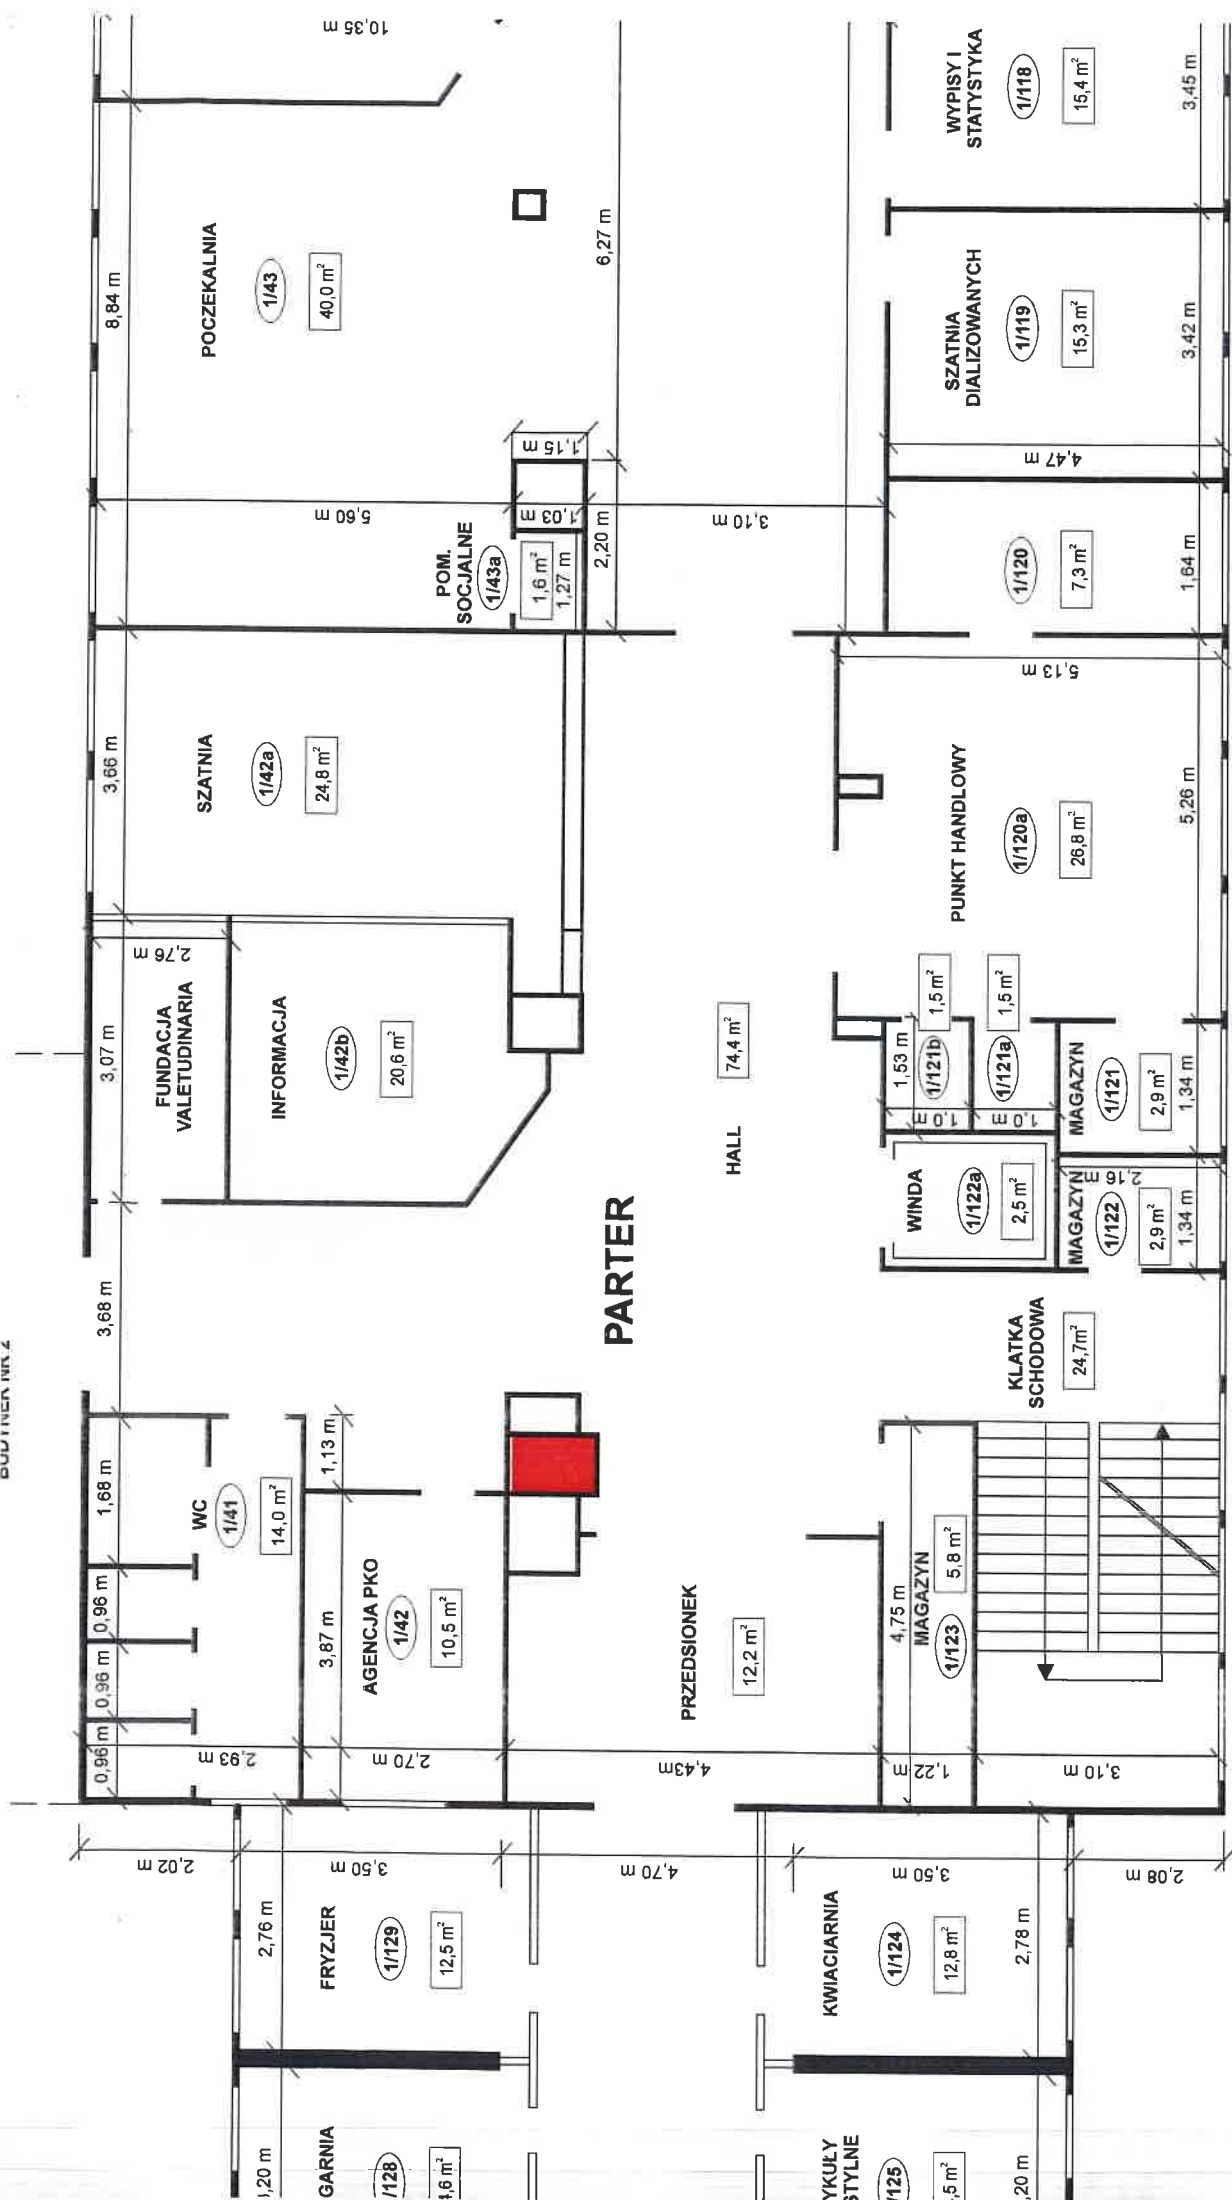 BUDYNEK NR 2
10,35 m
8,84 m
POCZEKALNIA
1/43
40,0 m²
6,27 m
1,15 m
5,60 m
1,03 m
3,10 m
2,20 m
POM.
SOCJALNE
1/43a
1,6 m²
1,27 m
WYPISY I
STATYSTYKA
1/118
15,4 m²
3,45 m
SZATNIA
DIALIZOWANYCH
1/119
15,3 m²
3,42 m
4,47 m
1/120
7,3 m²
1,64 m
3,66 m
SZATNIA
1/42a
24,8 m²
5,13 m
PUNKT HANDLOWY
1/120a
26,8 m²
5,26 m
2,76 m
3,07 m
FUNDACJA
VALETUDINARIA
INFORMACJA
1/42b
20,6 m²
HALL
74,4 m²
1,5 m²
1,5 m²
1,53 m
1/121b
1/121a
1,0 m
1,0 m
MAGAZYN
1/121
2,9 m²
1,34 m
2,16 m
WINDA
1/122a
2,5 m²
MAGAZYN
1/122
2,9 m²
1,34 m
3,68 m
PARTER
KLATKA
SCHODOWA
24,7m²
1,68 m
WC
1/41
14,0 m²
1,13 m
0,96 m
0,96 m
0,96 m
3,87 m
AGENCJA PKO
1/42
10,5 m²
PRZEDSIONEK
12,2 m²
4,75 m
MAGAZYN
1/123
5,8 m²
2,93 m
2,70 m
4,43m
1,22 m
3,10 m
2,02 m
3,50 m
4,70 m
3,50 m
2,08 m
2,76 m
FRYZJER
1/129
12,5 m²
KWIACIARNIA
1/124
12,8 m²
2,78 m
,20 m
GARNIA
/128
,6 m²
YKUŁY
STYLNE
/125
,5 m²
,20 m